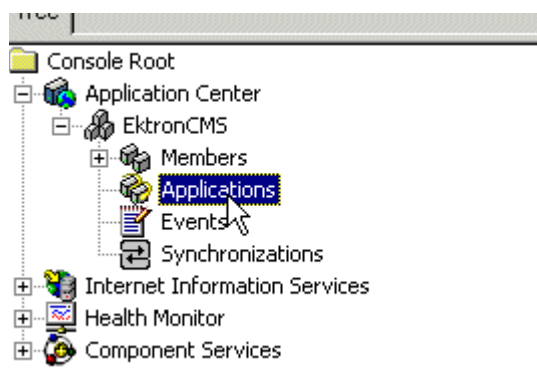 Tree
Console Root
Application Center
EktronCMS
Members
Applications
Events
Synchronizations
Internet Information Services
Health Monitor
Component Services